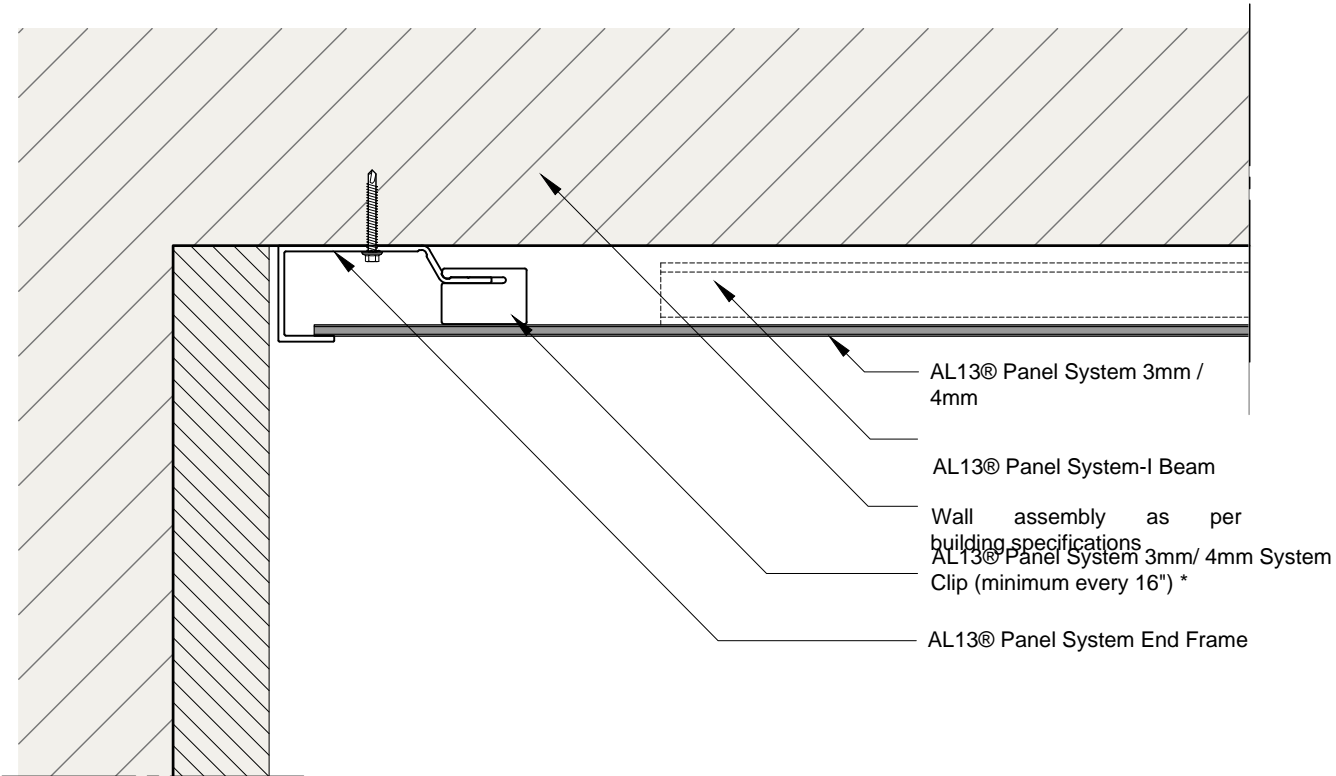 AL13® Panel System 3mm /
4mm
AL13® Panel System-I Beam
Wall assembly as per
building specifications
AL13® Panel System 3mm/ 4mm System
Clip (minimum every 16") *
AL13® Panel System End Frame